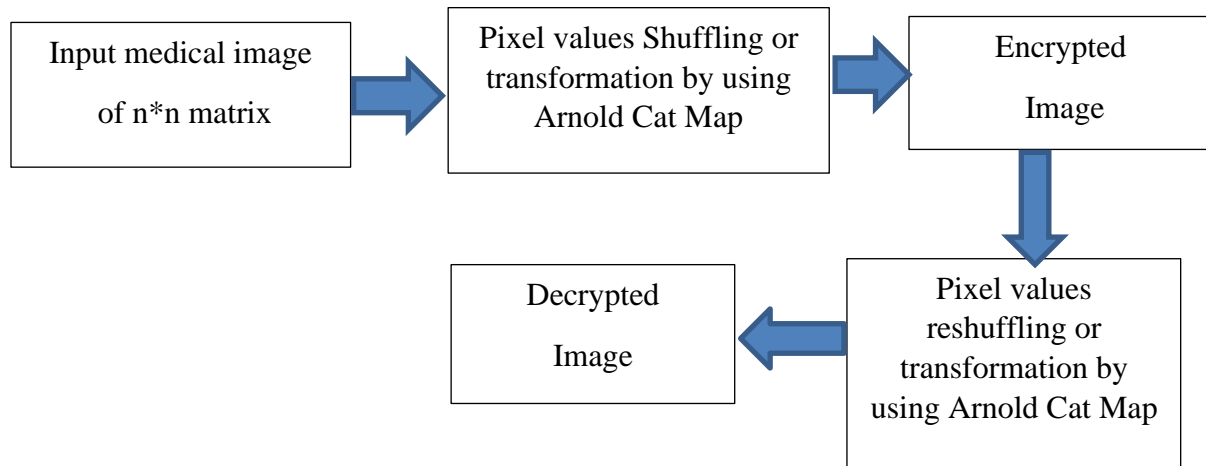 Input medical image
of n*n matrix
Pixel values Shuffling or
transformation by using
Arnold Cat Map
Encrypted
Image
Pixel values
reshuffling or
transformation by
using Arnold Cat Map
Decrypted
Image